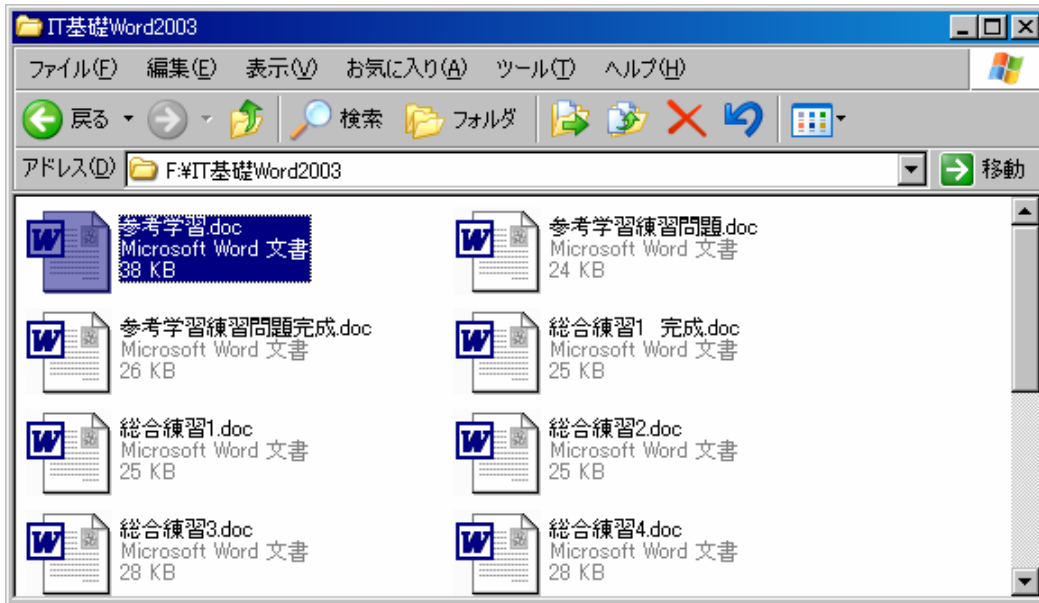 IT基礎Word2003
ファイル(F) 編集(E) 表示(V) お気に入り(A) ツール(T) ヘルプ(H)
戻る 検索 フォルダ
アドレス(D) F:¥IT基礎Word2003 移動
参考学習.doc
Microsoft Word 文書
38 KB
参考学習練習問題.doc
Microsoft Word 文書
24 KB
参考学習練習問題完成.doc
Microsoft Word 文書
26 KB
総合練習1 完成.doc
Microsoft Word 文書
25 KB
総合練習1.doc
Microsoft Word 文書
25 KB
総合練習2.doc
Microsoft Word 文書
25 KB
総合練習3.doc
Microsoft Word 文書
28 KB
総合練習4.doc
Microsoft Word 文書
28 KB